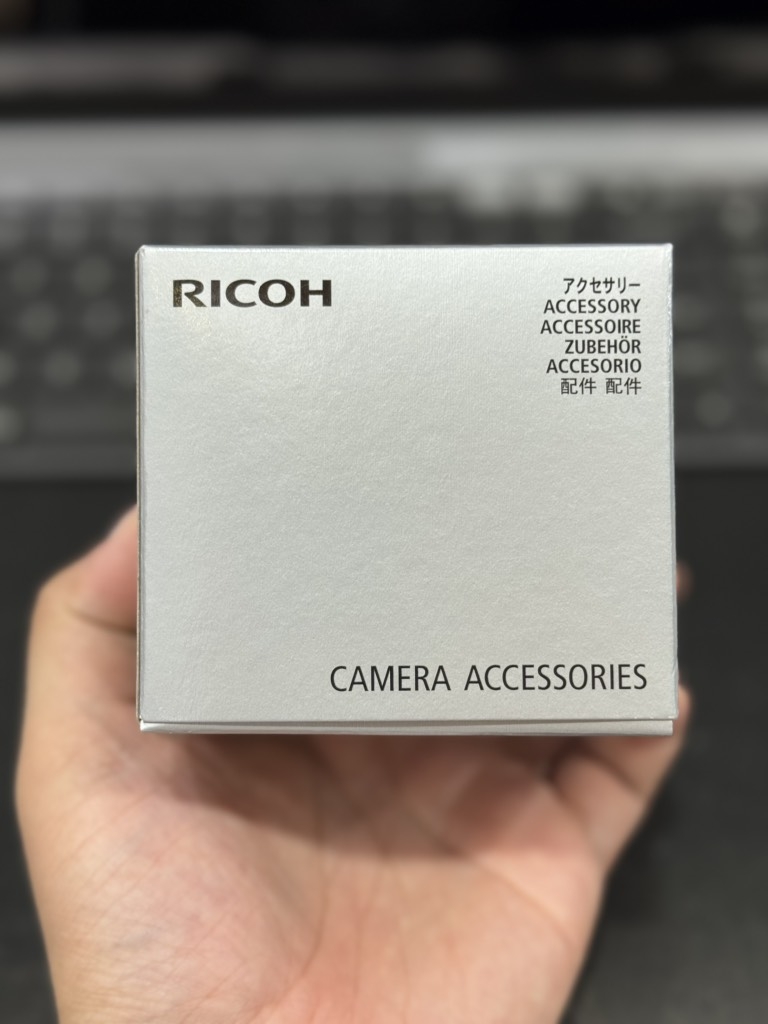 RICOH
アクセサリー
ACCESSORY
ACCESSOIRE
ZUBEHÖR
ACCESORIO
配件 配件
CAMERA ACCESSORIES